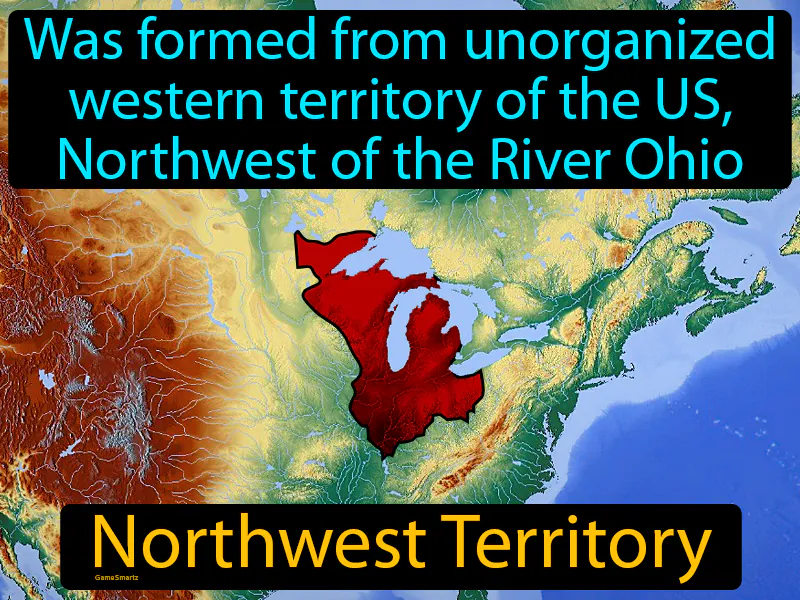 Was formed from unorganized
western territory of the US,
Northwest of the River Ohio
Northwest Territory
GameSmartz